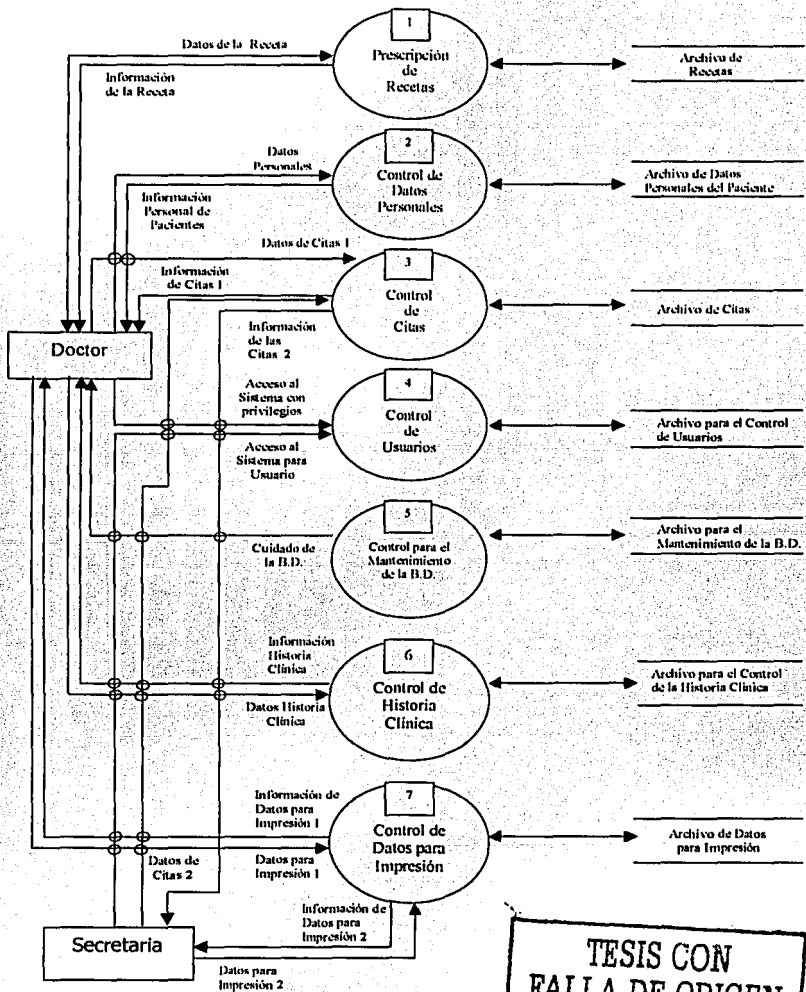 1
Prescripción
de
Recetas
Datos de la Receta
Información
de la Receta
Archivo de
Recetas
2
Control de
Datos
Personales
Datos
Personales
Información
Personal de
Pacientes
Archivo de Datos
Personales del Paciente
Datos de Citas 1
3
Control
de
Citas
Información
de Citas 1
Información
de las
Citas 2
Archivo de Citas
Doctor
4
Control
de
Usuarios
Acceso al
Sistema con
privilegios
Acceso al
Sistema para
Usuario
Archivo para el Control
de Usuarios
5
Control para el
Mantenimiento
de la B.D.
Cuidado de
la B.D.
Archivo para el
Mantenimiento de la B.D.
6
Control de
Historia
Clínica
Información
Historia
Clínica
Datos Historia
Clínica
Archivo para el Control
de la Historia Clínica
7
Control de
Datos para
Impresión
Información de
Datos para
Impresión 1
Datos para
Impresión 1
Archivo de Datos
para Impresión
Datos de
Citas 2
Información de
Datos para
Impresión 2
Secretaria
Datos para
Impresión 2
TESIS CON
FALLA DE ORIGEN